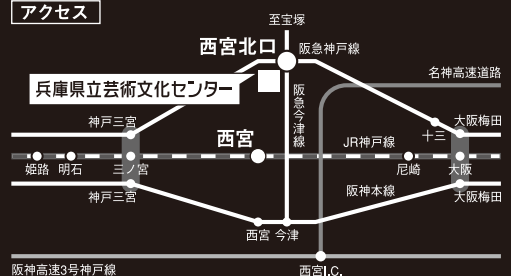 アクセス
至宝塚
西宮北口
阪急神戸線
名神高速道路
兵庫県立芸術文化センター
阪急今津線
神戸三宮
西宮
JR神戸線
十三
大阪梅田
姫路
明石
三ノ宮
尼崎
大阪
神戸三宮
阪神本線
大阪梅田
西宮
今津
阪神高速3号神戸線
西宮I.C.